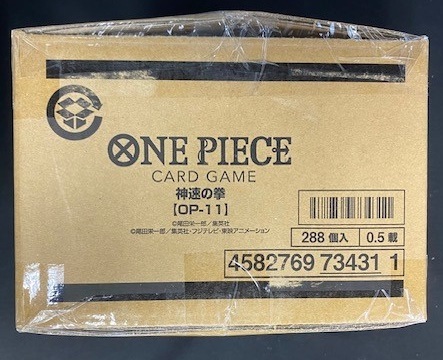 ONE PIECE
CARD GAME
神速の拳
【OP-11】
©尾田栄一郎／集英社
©尾田栄一郎／集英社・フジテレビ・東映アニメーション
288 個入
0.5 載
4582769 73431 1